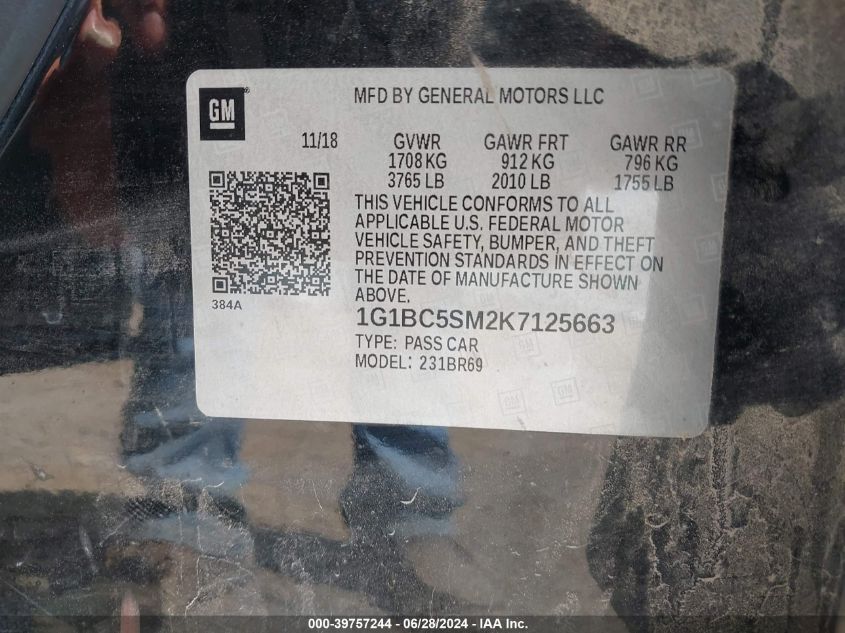 GM
MFD BY GENERAL MOTORS LLC
11/18 GVWR GAWR FRT GAWR RR
1708 KG 912 KG 796 KG
3765 LB 2010 LB 1755 LB
THIS VEHICLE CONFORMS TO ALL
APPLICABLE U.S. FEDERAL MOTOR
VEHICLE SAFETY, BUMPER, AND THEFT
PREVENTION STANDARDS IN EFFECT ON
THE DATE OF MANUFACTURE SHOWN
ABOVE.
384A
1G1BC5SM2K7125663
TYPE: PASS CAR
MODEL: 231BR69
000-39757244 - 06/28/2024 - IAA Inc.